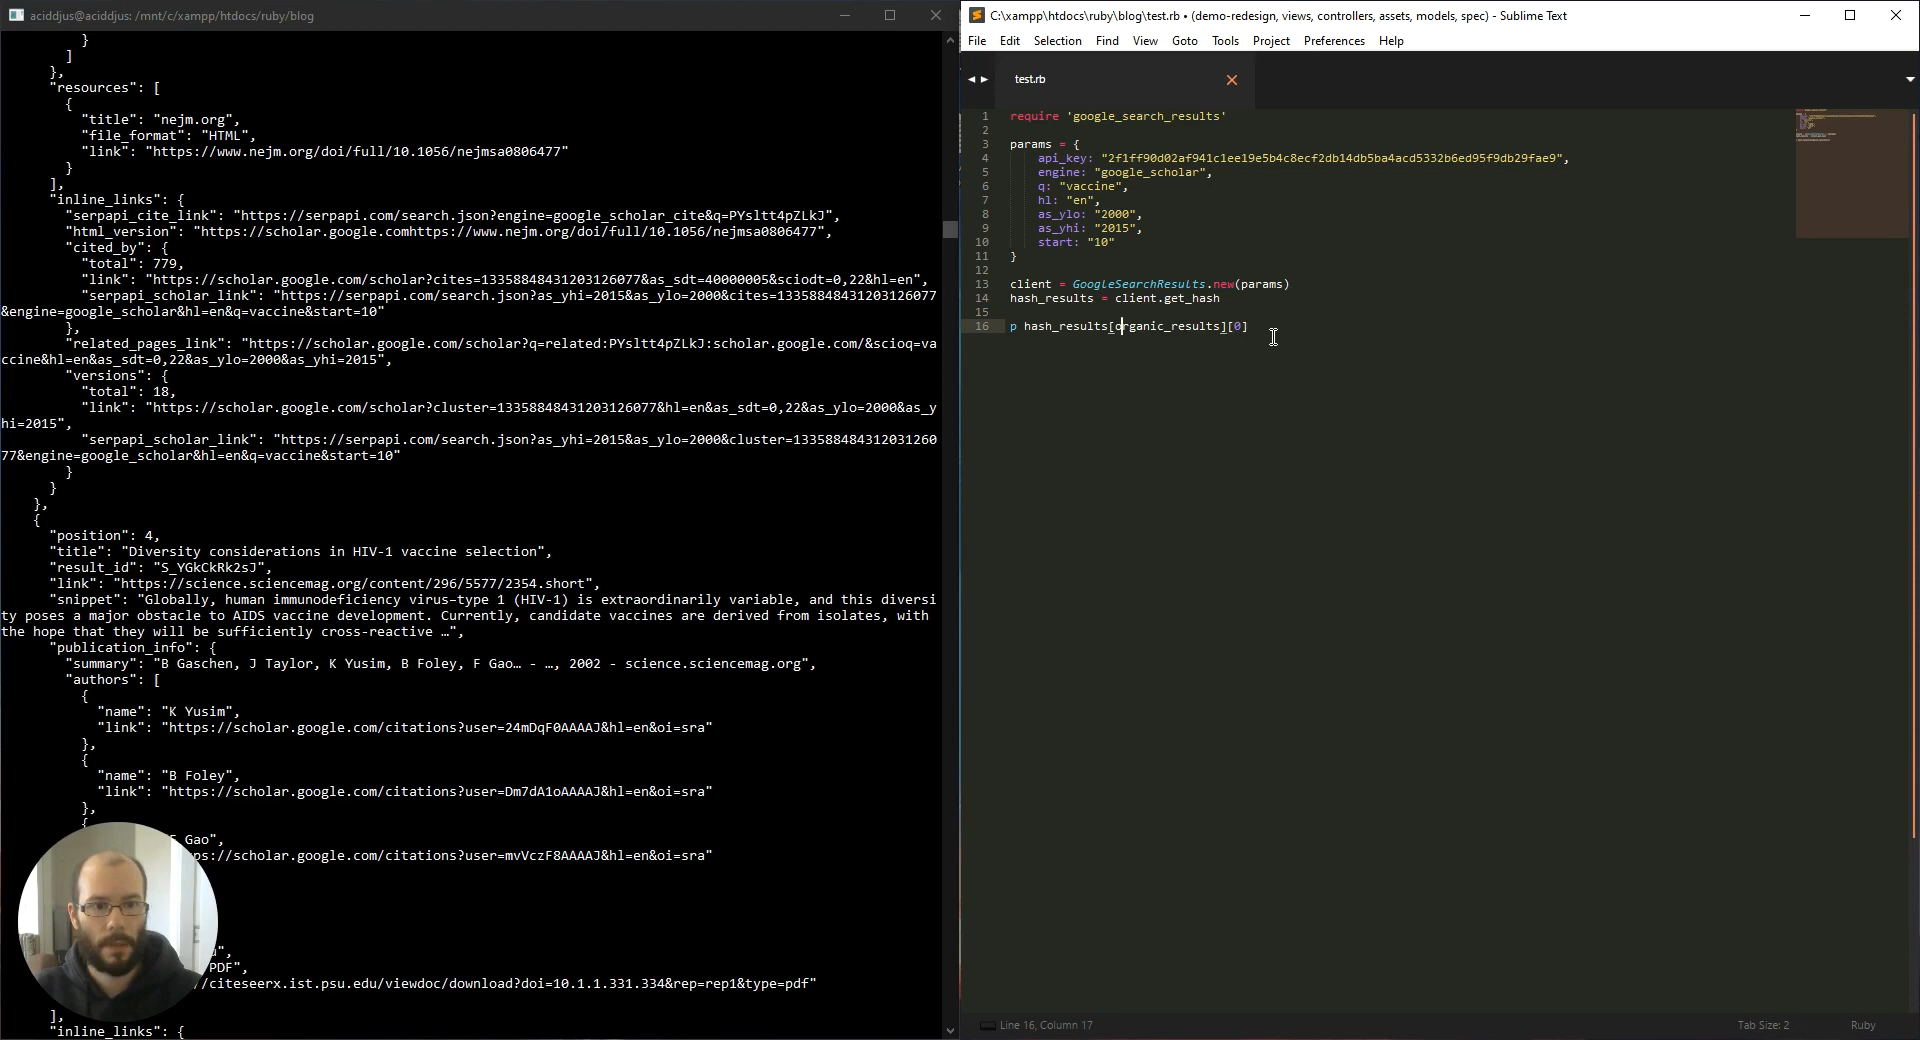 aciddjus@aciddjus: /mnt/c/xampp/htdocs/ruby/blog
}
]
},
"resources": [
{
"title": "nejm.org",
"file_format": "HTML",
"link": "https://www.nejm.org/doi/full/10.1056/nejmsa0806477"
}
],
"inline_links": {
"serpapi_cite_link": "https://serpapi.com/search.json?engine=google_scholar_cite&q=PYsltt4pZLkJ",
"html_version": "https://scholar.google.comhttps://www.nejm.org/doi/full/10.1056/nejmsa0806477",
"cited_by": {
"total": 779,
"link": "https://scholar.google.com/scholar?cites=13358848431203126077&as_sdt=40000005&sciodt=0,22&hl=en",
"serpapi_scholar_link": "https://serpapi.com/search.json?as_yhi=2015&as_ylo=2000&cites=13358848431203126077
&engine=google_scholar&hl=en&q=vaccine&start=10"
},
"related_pages_link": "https://scholar.google.com/scholar?q=related:PYsltt4pZLkJ:scholar.google.com/&scioq=va
ccine&hl=en&as_sdt=0,22&as_ylo=2000&as_yhi=2015",
"versions": {
"total": 18,
"link": "https://scholar.google.com/scholar?cluster=13358848431203126077&hl=en&as_sdt=0,22&as_ylo=2000&as_y
hi=2015",
"serpapi_scholar_link": "https://serpapi.com/search.json?as_yhi=2015&as_ylo=2000&cluster=133588484312031260
77&engine=google_scholar&hl=en&q=vaccine&start=10"
}
}
},
{
"position": 4,
"title": "Diversity considerations in HIV-1 vaccine selection",
"result_id": "S_YGkCkRk2sJ",
"link": "https://science.sciencemag.org/content/296/5577/2354.short",
"snippet": "Globally, human immunodeficiency virus–type 1 (HIV-1) is extraordinarily variable, and this diversi
ty poses a major obstacle to AIDS vaccine development. Currently, candidate vaccines are derived from isolates, with
the hope that they will be sufficiently cross-reactive …",
"publication_info": {
"summary": "B Gaschen, J Taylor, K Yusim, B Foley, F Gao… - …, 2002 - science.sciencemag.org",
"authors": [
{
"name": "K Yusim",
"link": "https://scholar.google.com/citations?user=24mDqF0AAAAJ&hl=en&oi=sra"
},
{
"name": "B Foley",
"link": "https://scholar.google.com/citations?user=Dm7dA1oAAAAJ&hl=en&oi=sra"
},
{
F Gao",
ps://scholar.google.com/citations?user=mvVczF8AAAAJ&hl=en&oi=sra"
",
PDF",
//citeseerx.ist.psu.edu/viewdoc/download?doi=10.1.1.331.334&rep=rep1&type=pdf"
],
"inline_links": {
C:\xampp\htdocs\ruby\blog\test.rb • (demo-redesign, views, controllers, assets, models, spec) - Sublime Text
File Edit Selection Find View Goto Tools Project Preferences Help
test.rb
1 require 'google_search_results'
2
3 params = {
4 api_key: "2f1ff90d02af941c1ee19e5b4c8ecf2db14db5ba4acd5332b6ed95f9db29fae9",
5 engine: "google_scholar",
6 q: "vaccine",
7 hl: "en",
8 as_ylo: "2000",
9 as_yhi: "2015",
10 start: "10"
11 }
12
13 client = GoogleSearchResults.new(params)
14 hash_results = client.get_hash
15
16 p hash_results[organic_results][0]
Line 16, Column 17
Tab Size: 2
Ruby